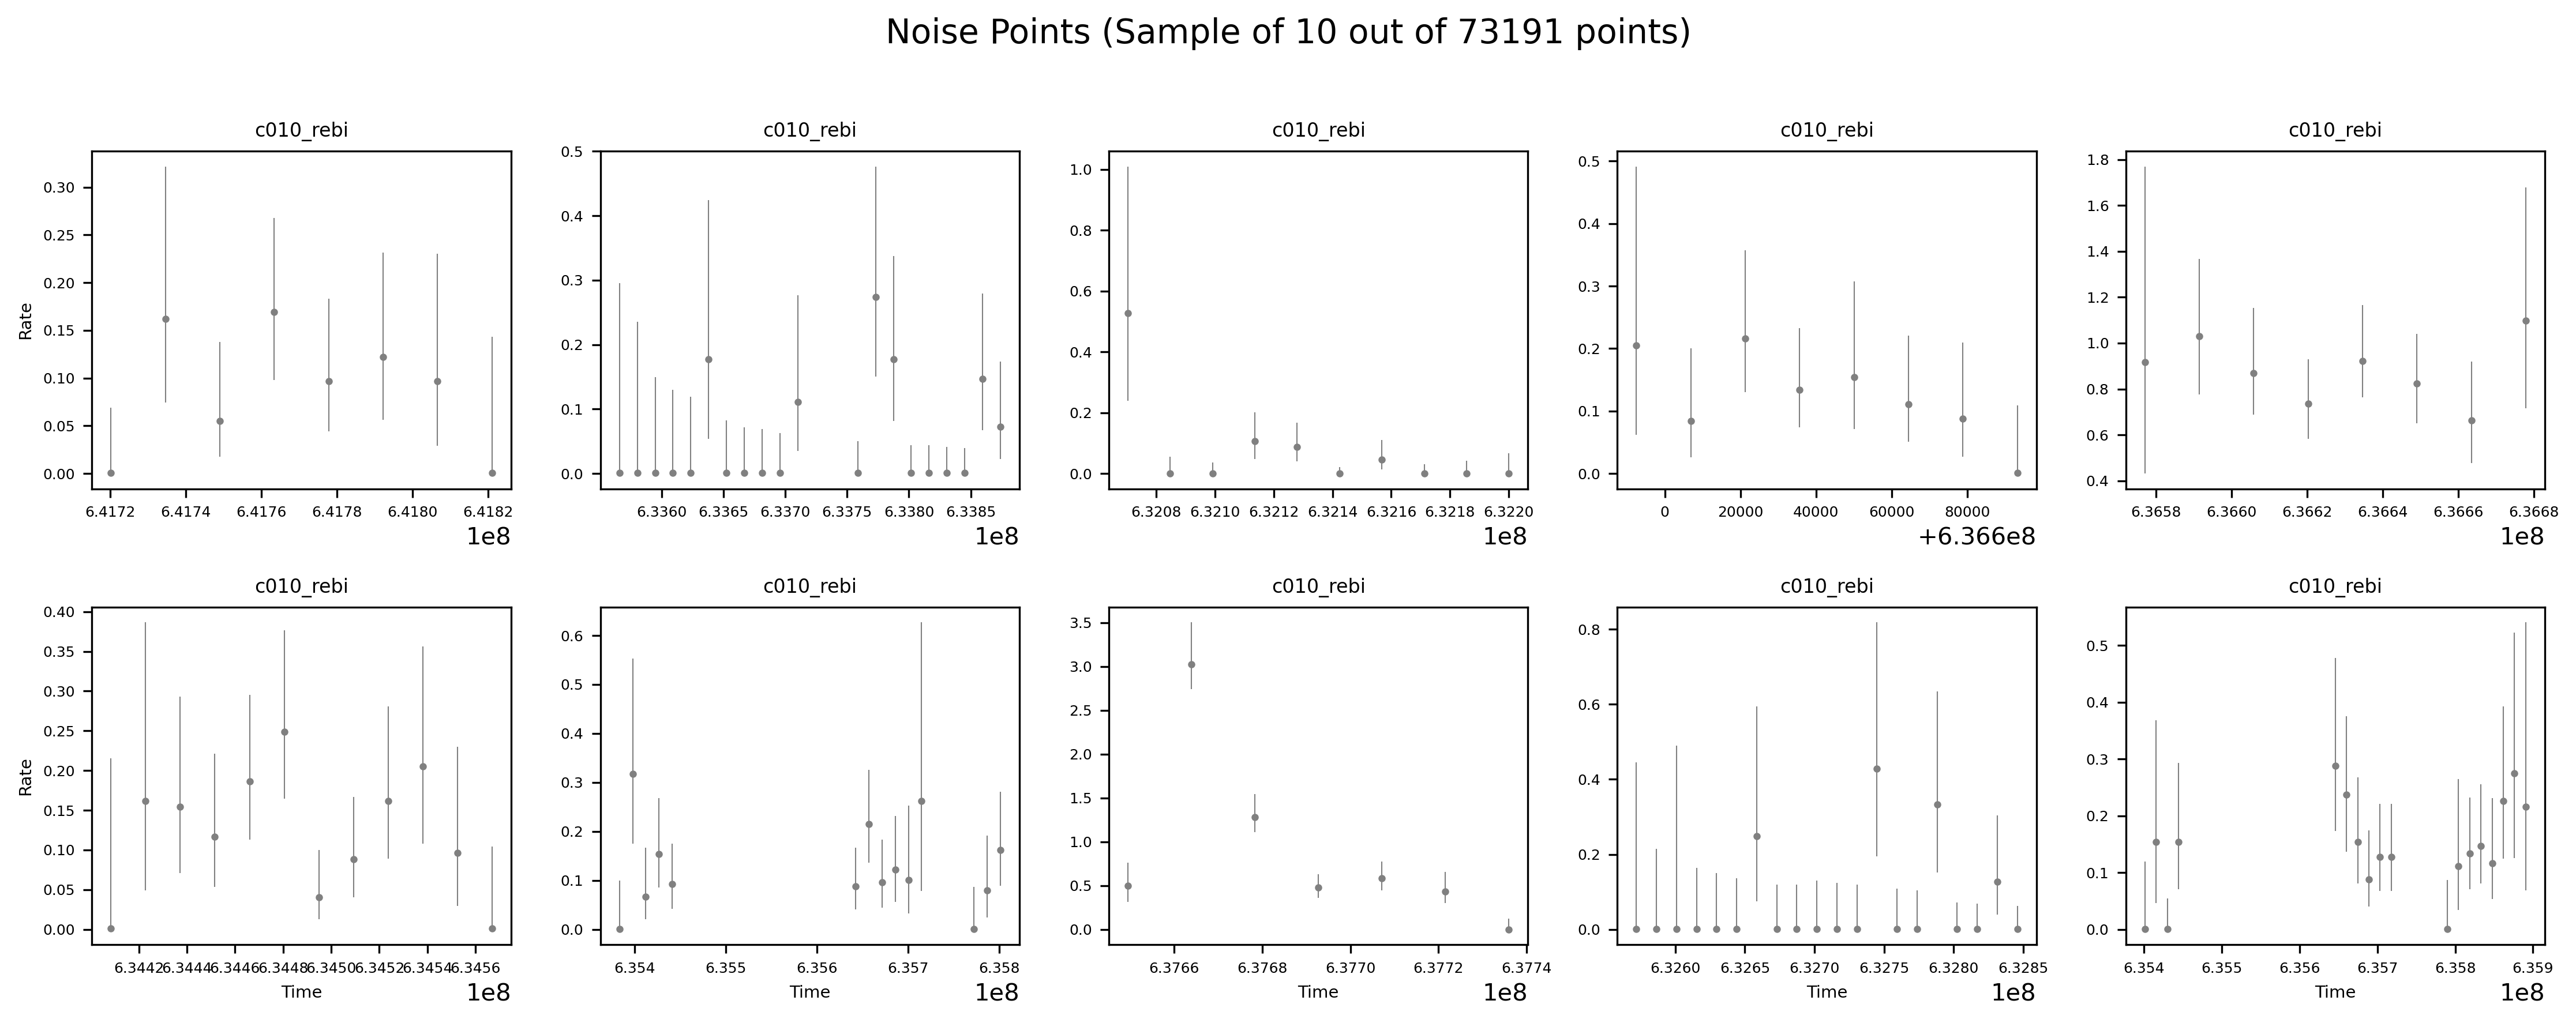 Noise Points (Sample of 10 out of 73191 points)
c010_rebi c010_rebi c010_rebi c010_rebi c010_rebi
Rate
0.30 0.25 0.20 0.15 0.10 0.05 0.00
6.4172 6.4174 6.4176 6.4178 6.4180 6.4182
1e8
0.5 0.4 0.3 0.2 0.1 0.0
6.3360 6.3365 6.3370 6.3375 6.3380 6.3385
1e8
1.0 0.8 0.6 0.4 0.2 0.0
6.3208 6.3210 6.3212 6.3214 6.3216 6.3218 6.3220
1e8
0.5 0.4 0.3 0.2 0.1 0.0
0 20000 40000 60000 80000
+6.366e8
1.8 1.6 1.4 1.2 1.0 0.8 0.6 0.4
6.3658 6.3660 6.3662 6.3664 6.3666 6.3668
1e8
c010_rebi c010_rebi c010_rebi c010_rebi c010_rebi
Rate
0.40 0.35 0.30 0.25 0.20 0.15 0.10 0.05 0.00
6.3442 6.3444 6.3446 6.3448 6.3450 6.3452 6.3454 6.3456
Time 1e8
0.6 0.5 0.4 0.3 0.2 0.1 0.0
6.354 6.355 6.356 6.357 6.358
Time 1e8
3.5 3.0 2.5 2.0 1.5 1.0 0.5 0.0
6.3766 6.3768 6.3770 6.3772 6.3774
Time 1e8
0.8 0.6 0.4 0.2 0.0
6.3260 6.3265 6.3270 6.3275 6.3280 6.3285
Time 1e8
0.5 0.4 0.3 0.2 0.1 0.0
6.354 6.355 6.356 6.357 6.358 6.359
Time 1e8